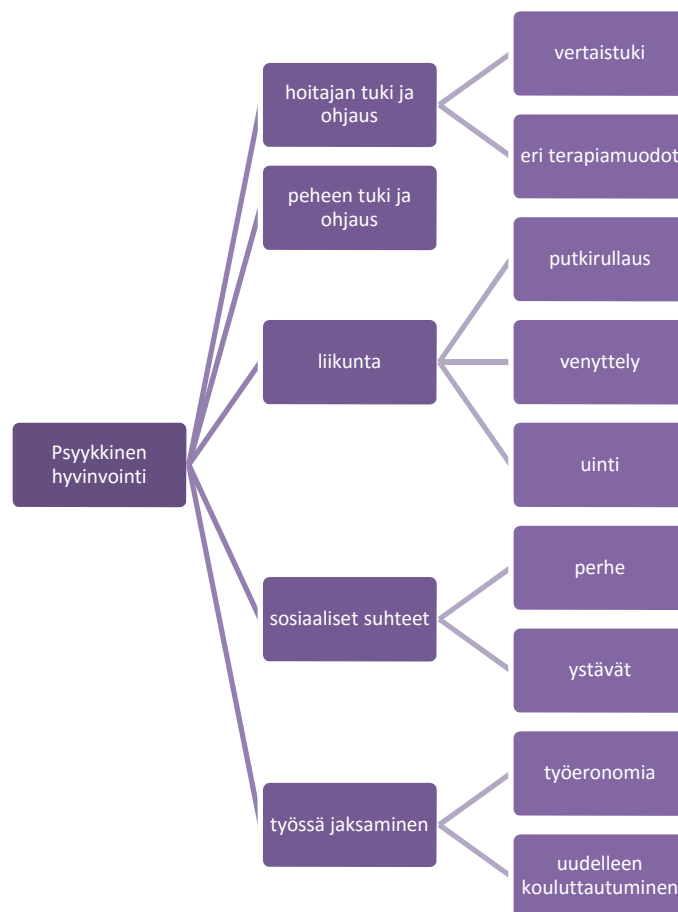 Psyykkinen
hyvinvointi
hoitajan tuki ja
ohjaus
vertaistuki
eri terapiamuodot
peheen tuki ja
ohjaus
liikunta
putkirullaus
venyttely
uinti
sosiaaliset suhteet
perhe
ystävät
työssä jaksaminen
työeronomia
uudelleen
kouluttautuminen